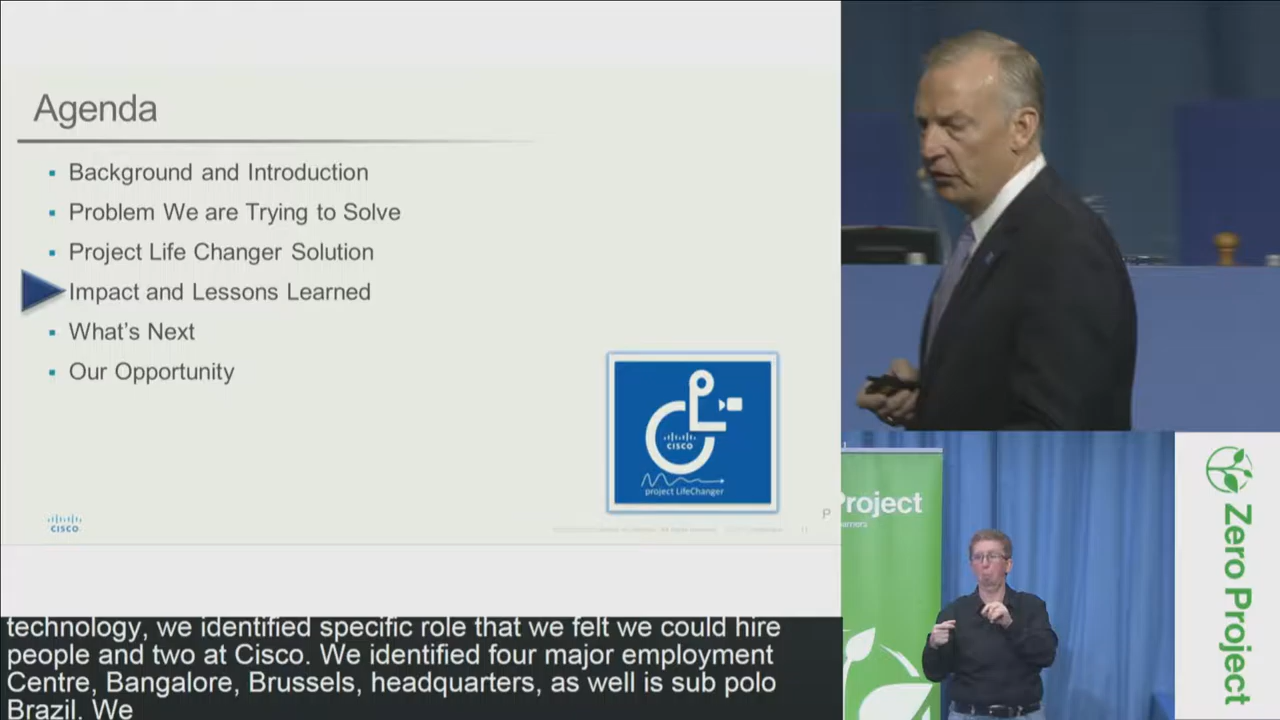 Agenda
Background and Introduction
Problem We are Trying to Solve
Project Life Changer Solution
Impact and Lessons Learned
What's Next
Our Opportunity
CISCO
project LifeChanger
CISCO
P
technology, we identified specific role that we felt we could hire
people and two at Cisco. We identified four major employment
Centre, Bangalore, Brussels, headquarters, as well is sub polo
Brazil. We
Project
Zero Project